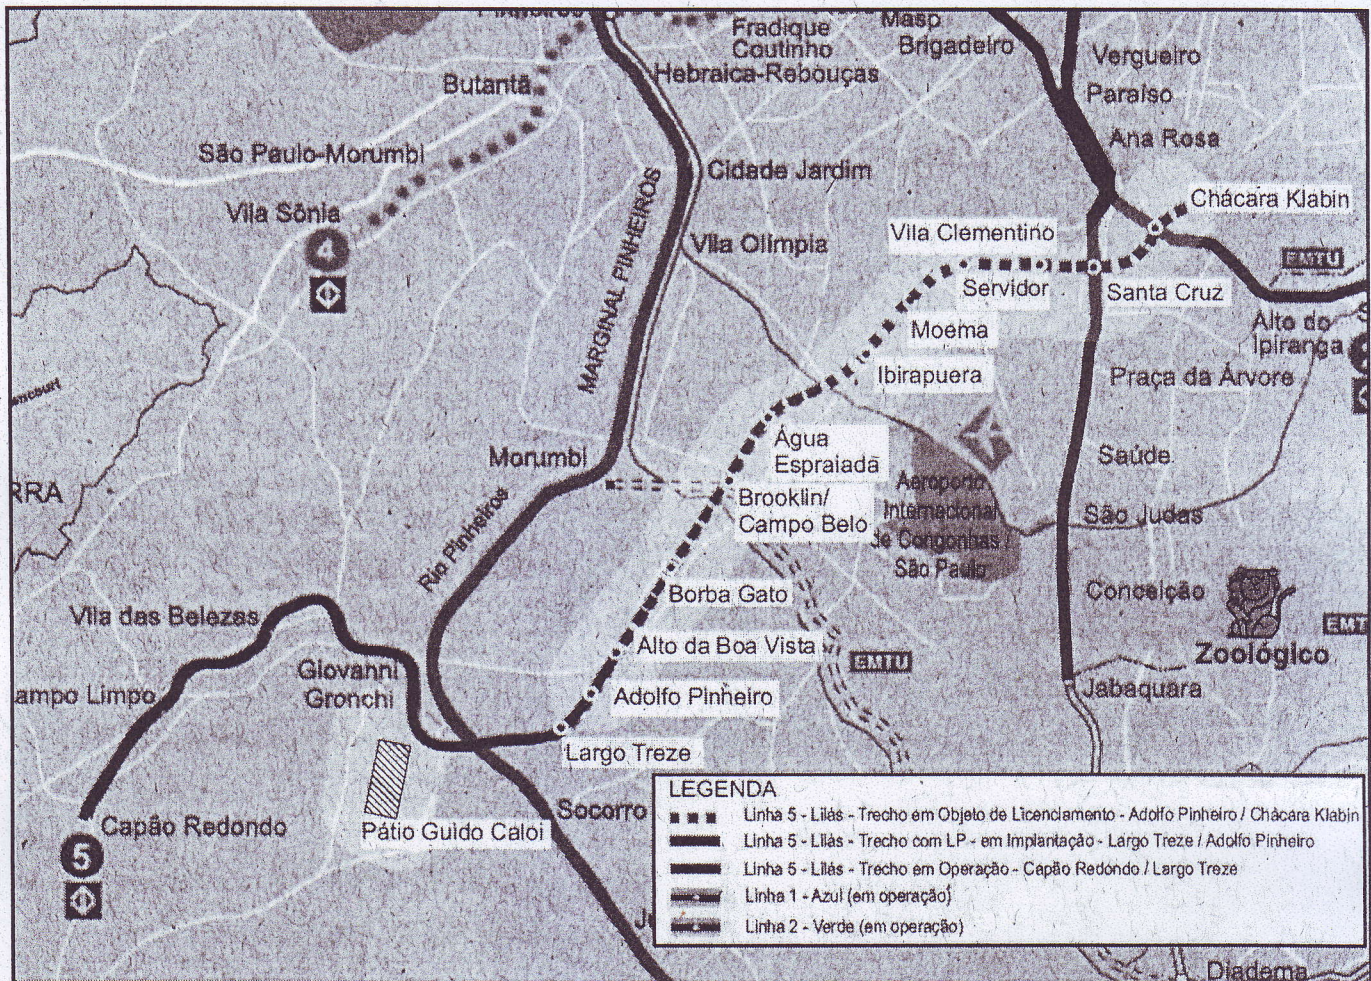 Fradique
Coutinho
Hebraica-Rebouças
Masp
Brigadeiro
Vergueiro
Paraíso
Ana Rosa
Butantã
São Paulo-Morumbi
Cidade Jardim
Vila Sônia
4
MARGINAL PINHEIROS
Vila Olímpia
Vila Clementino
Chácara Klabin
EMTU
Servidor
Santa Cruz
Moema
Alto do
Ipiranga
Ibirapuera
Praça da Árvore
Água
Espraiada
Morumbi
Saúde
RRA
Brooklin/
Campo Belo
Aeroporto
Internacional
de Congonhas /
São Paulo
São Judas
Rio Pinheiros
Borba Gato
Conceição
EMT
Vila das Belezas
Alto da Boa Vista
EMTU
Zoológico
Giovanni
Gronchi
ampo Limpo
Adolfo Pinheiro
Jabaquara
Largo Treze
Socorro
Capão Redondo
5
Pátio Guido Caloi
LEGENDA
Linha 5 - Lilás - Trecho em Objeto de Licenciamento - Adolfo Pinheiro / Chácara Klabin
Linha 5 - Lilás - Trecho com LP - em Implantação - Largo Treze / Adolfo Pinheiro
Linha 5 - Lilás - Trecho em Operação - Capão Redondo / Largo Treze
Linha 1 - Azul (em operação)
Linha 2 - Verde (em operação)
Diadema